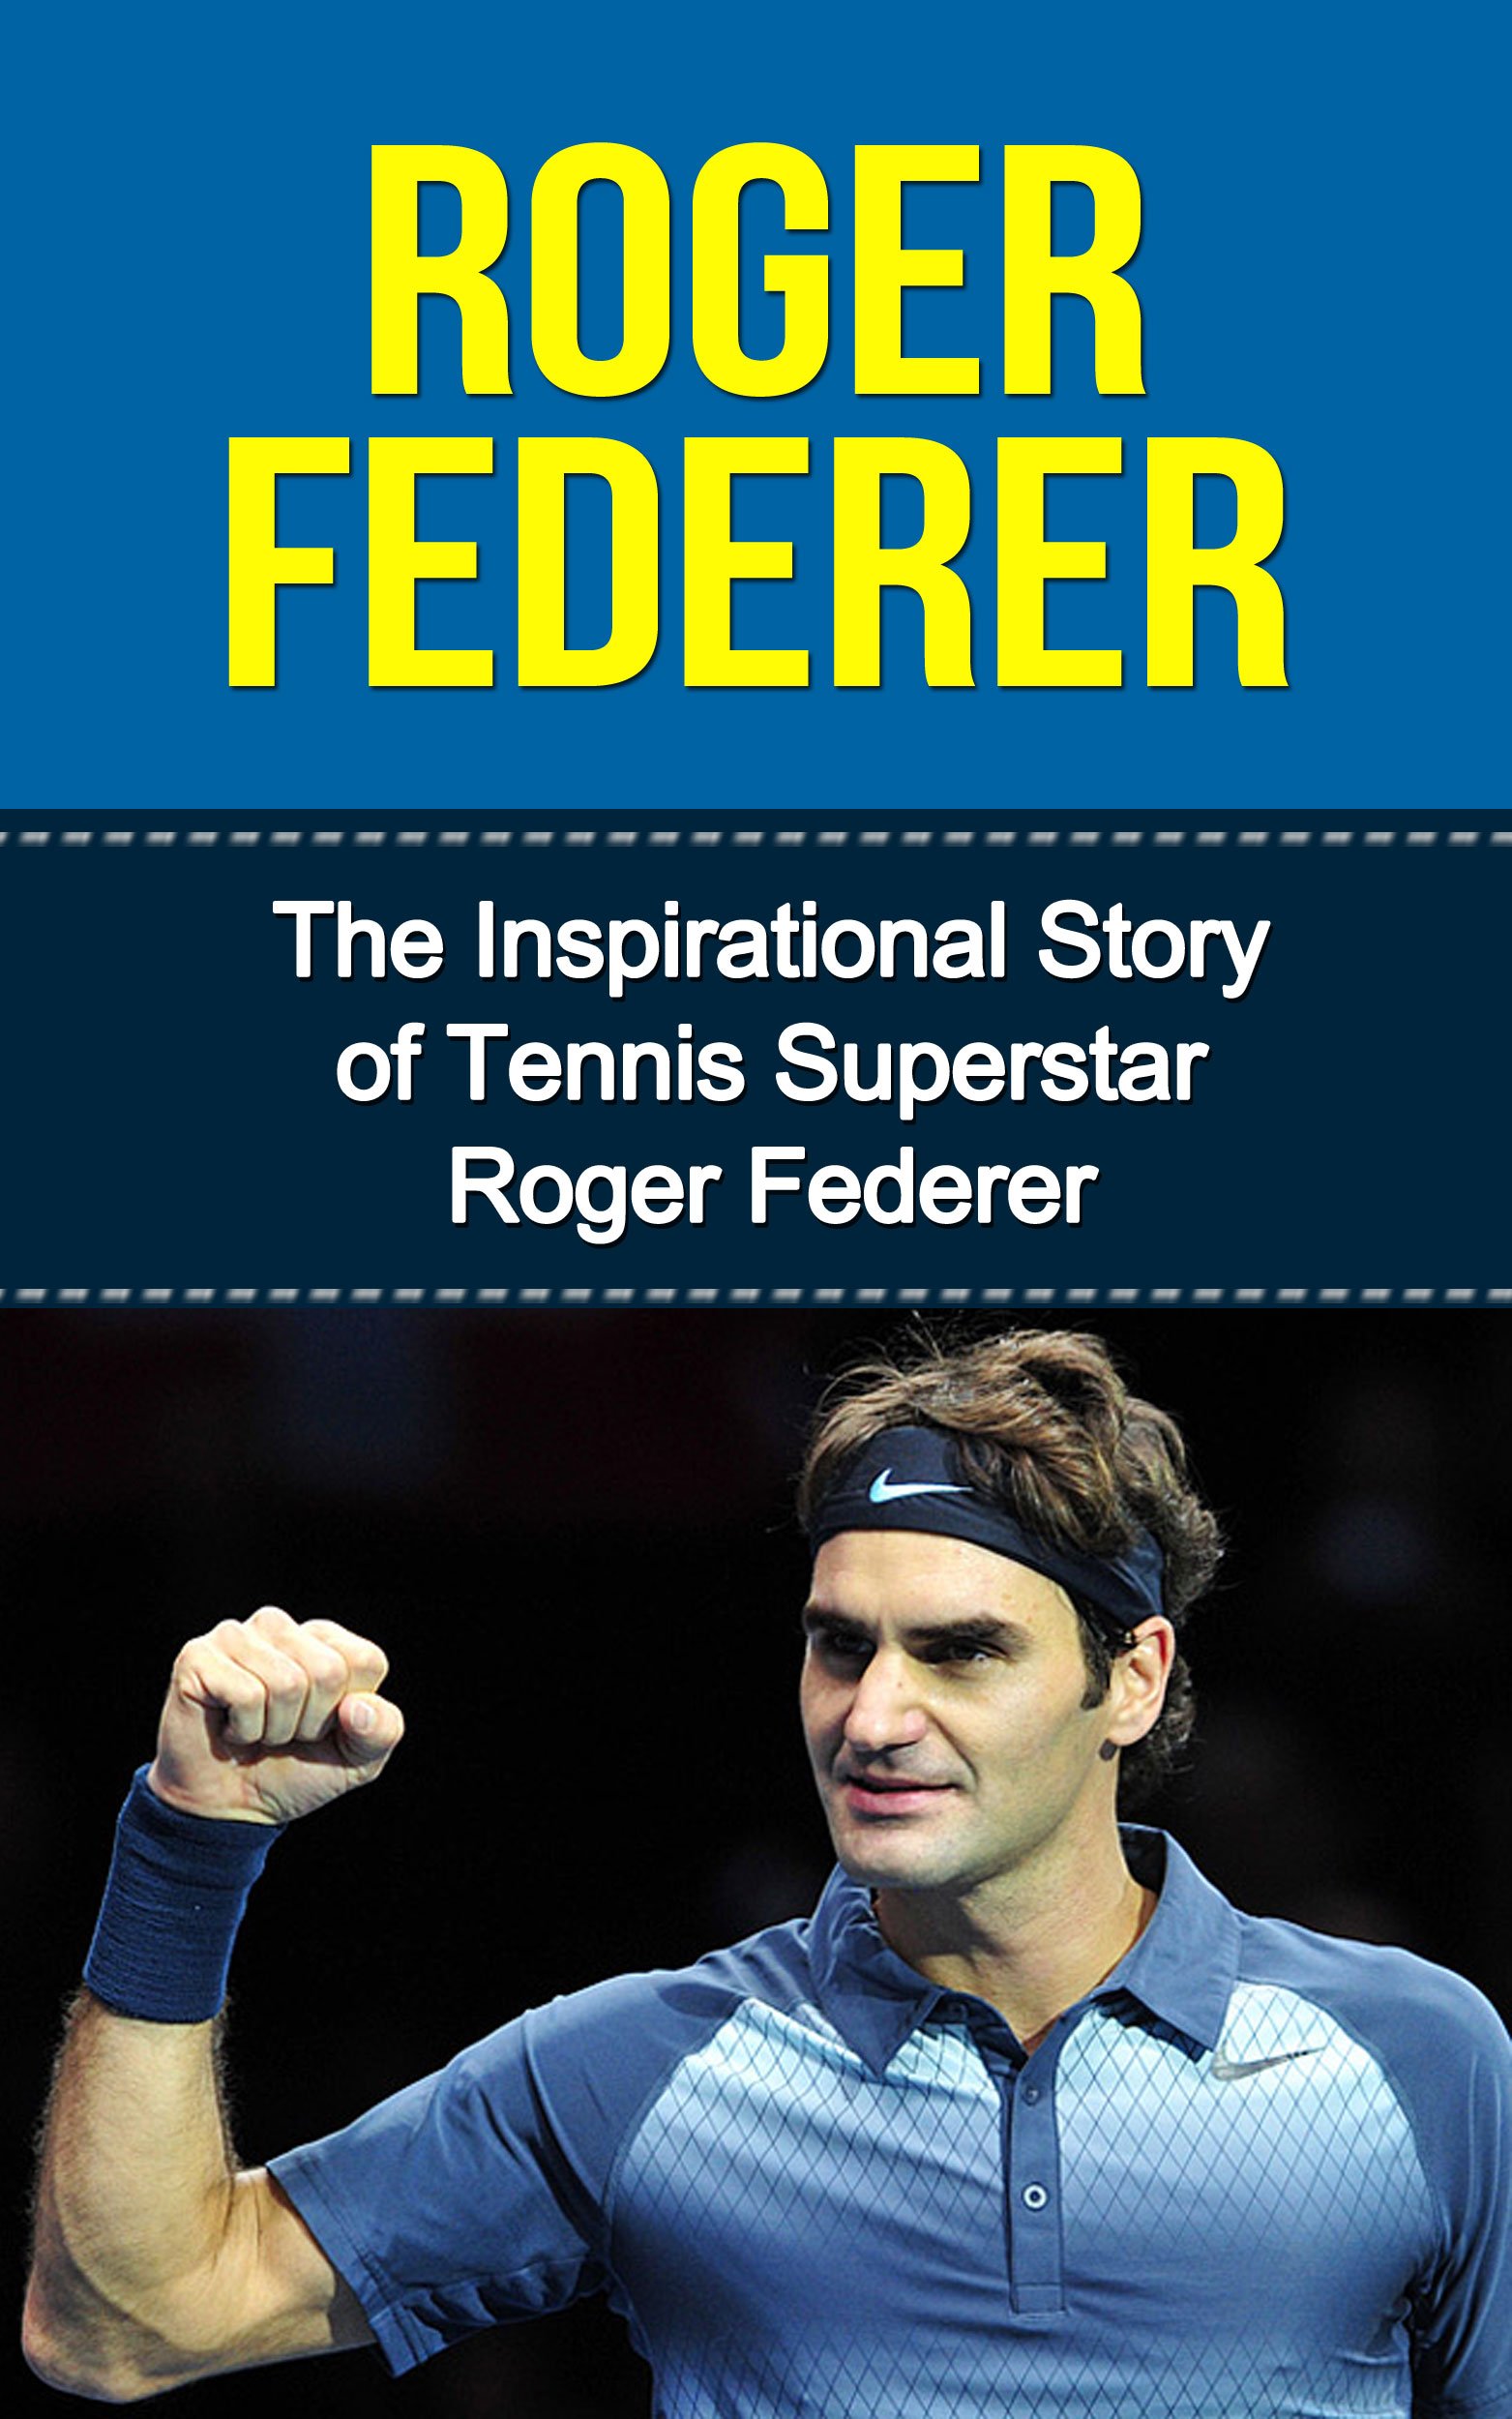 ROGER
FEDERER
The Inspirational Story
of Tennis Superstar
Roger Federer